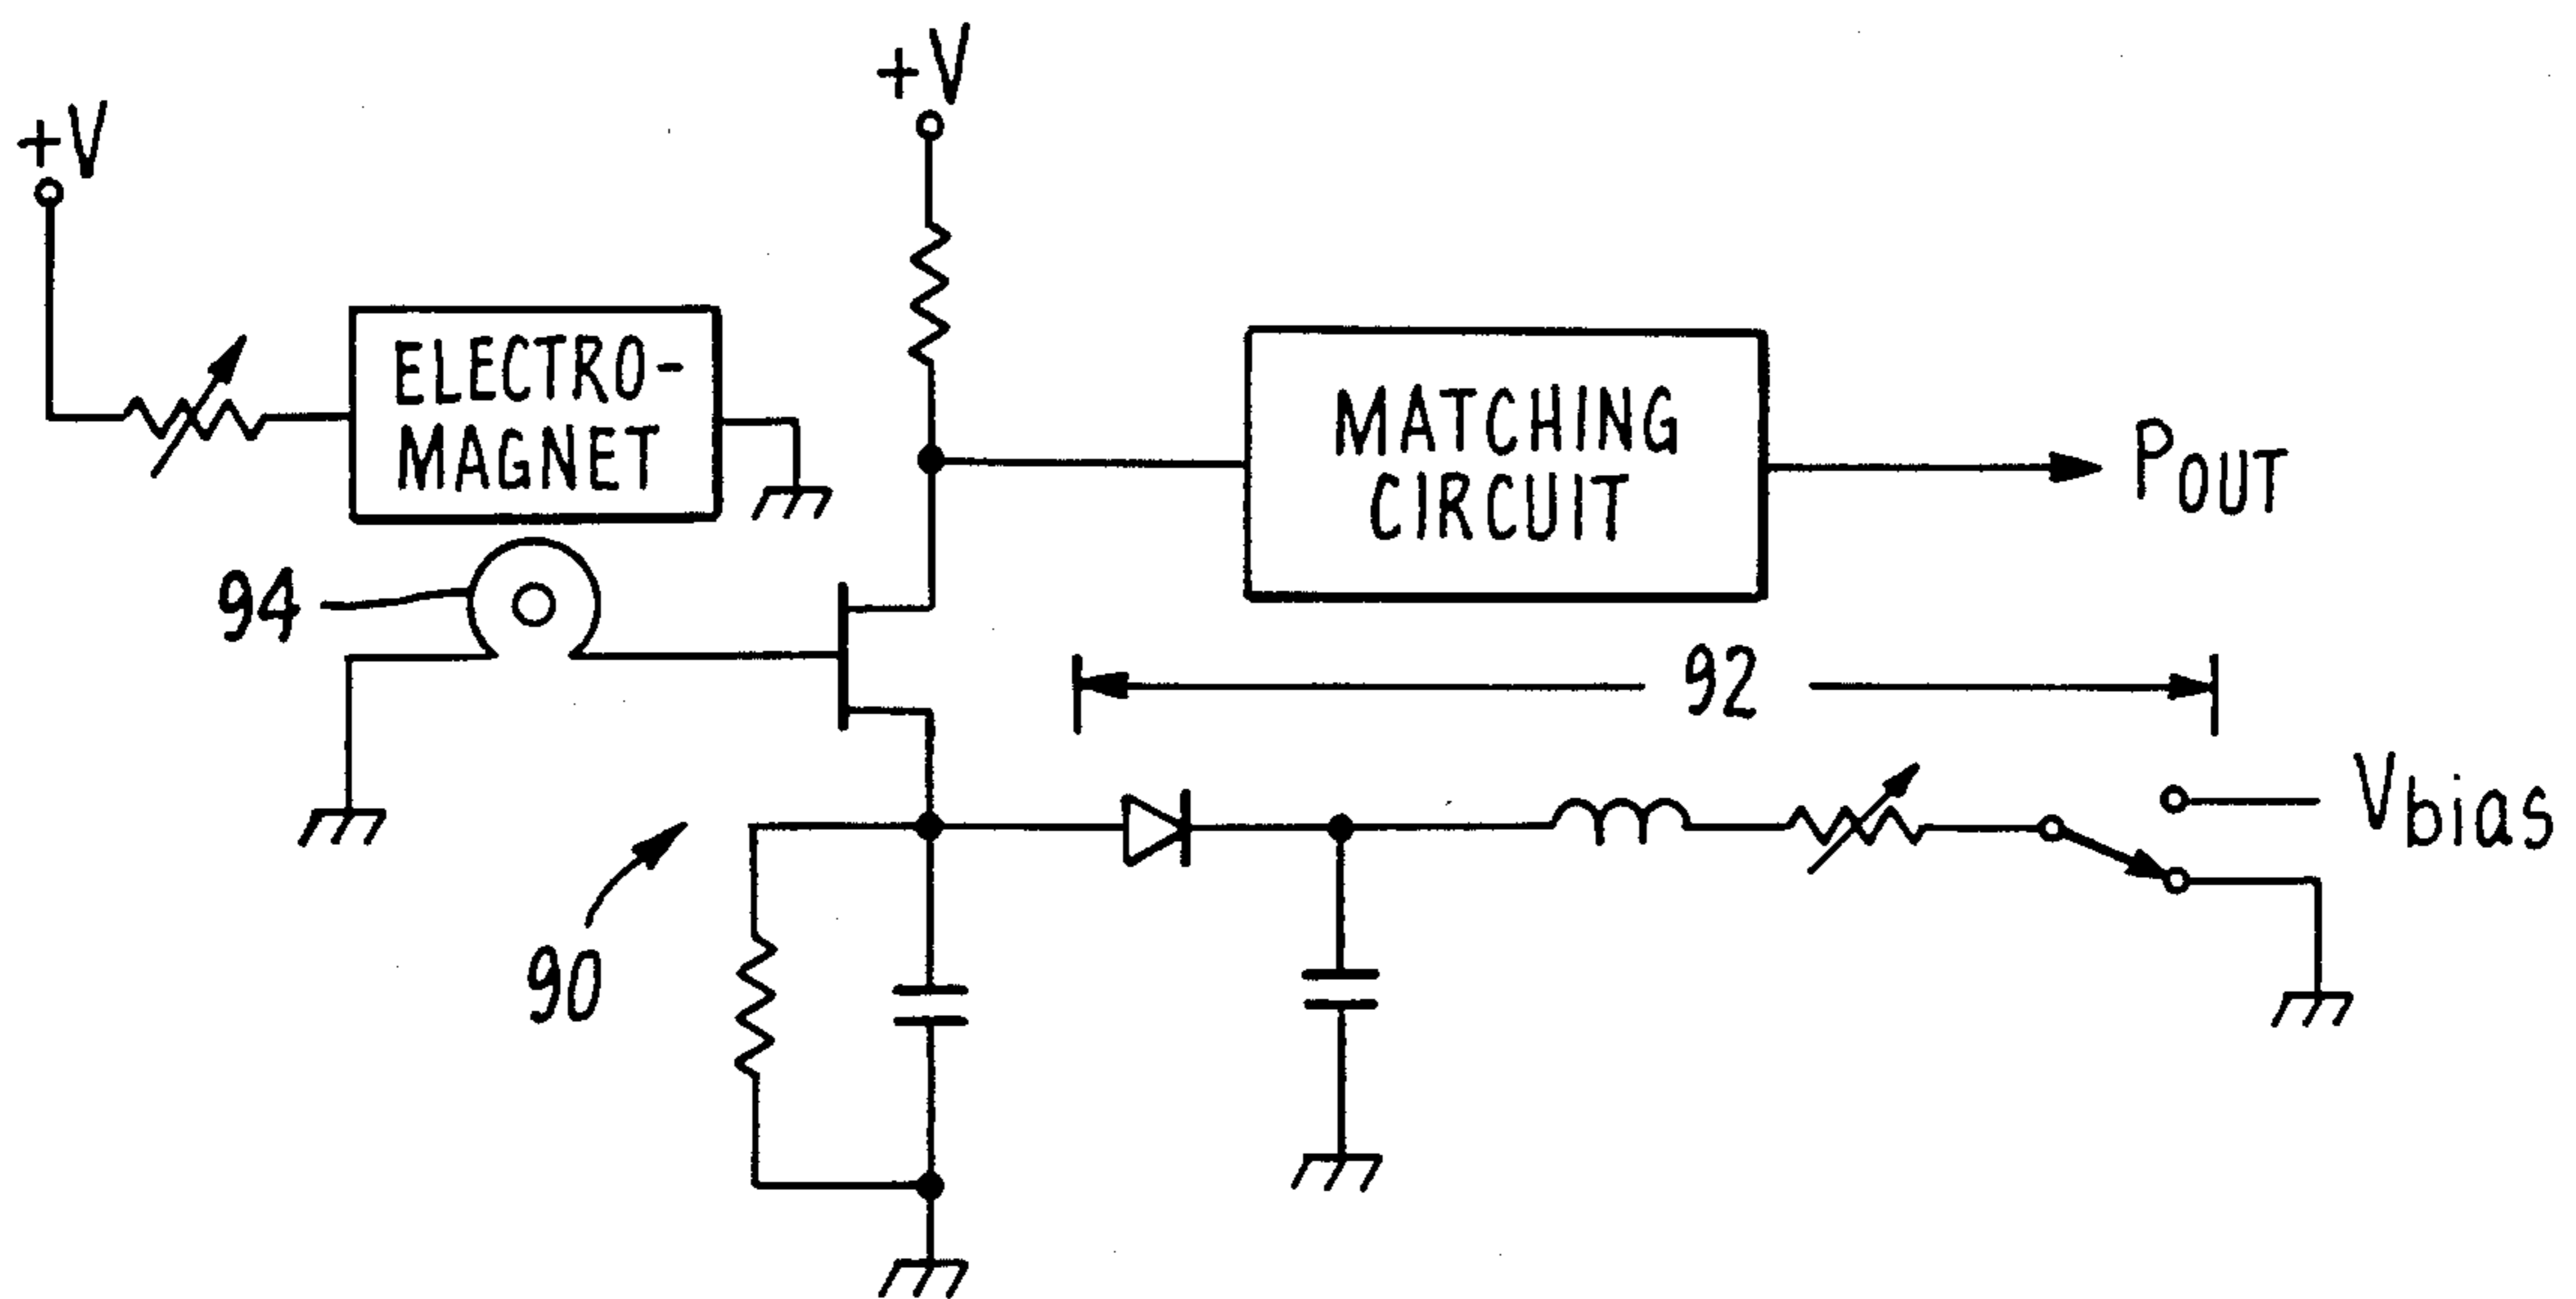 +V
+V
ELECTRO-
MAGNET
MATCHING
CIRCUIT
POUT
94
92
Vbias
90